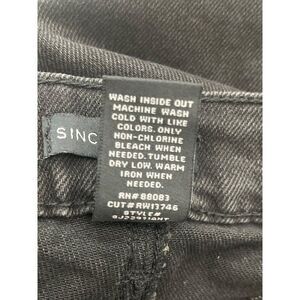 WASH INSIDE OUT
MACHINE WASH
COLD WITH LIKE
COLORS. ONLY
NON-CHLORINE
BLEACH WHEN
NEEDED. TUMBLE
DRY LOW. WARM
IRON WHEN
NEEDED.
RN# 88083
CUT# RW13746
STYLE#
SINC